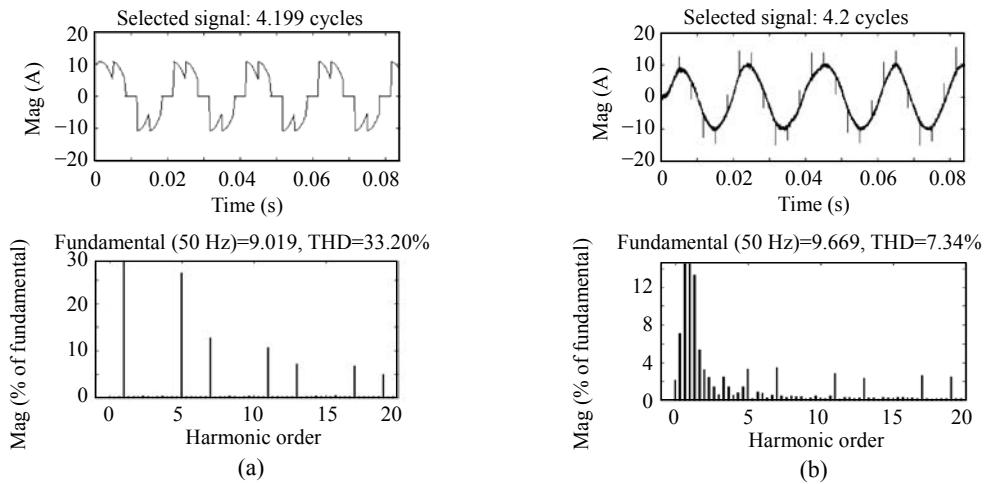 Selected signal: 4.199 cycles
20
10
0
−10
−20
Mag (A)
0
0.02
0.04
0.06
0.08
Time (s)
Fundamental (50 Hz)=9.019, THD=33.20%
30
20
10
0
Mag (% of fundamental)
0
5
10
15
20
Harmonic order
(a)
Selected signal: 4.2 cycles
20
10
0
−10
−20
Mag (A)
0
0.02
0.04
0.06
0.08
Time (s)
Fundamental (50 Hz)=9.669, THD=7.34%
12
8
4
0
Mag (% of fundamental)
0
5
10
15
20
Harmonic order
(b)